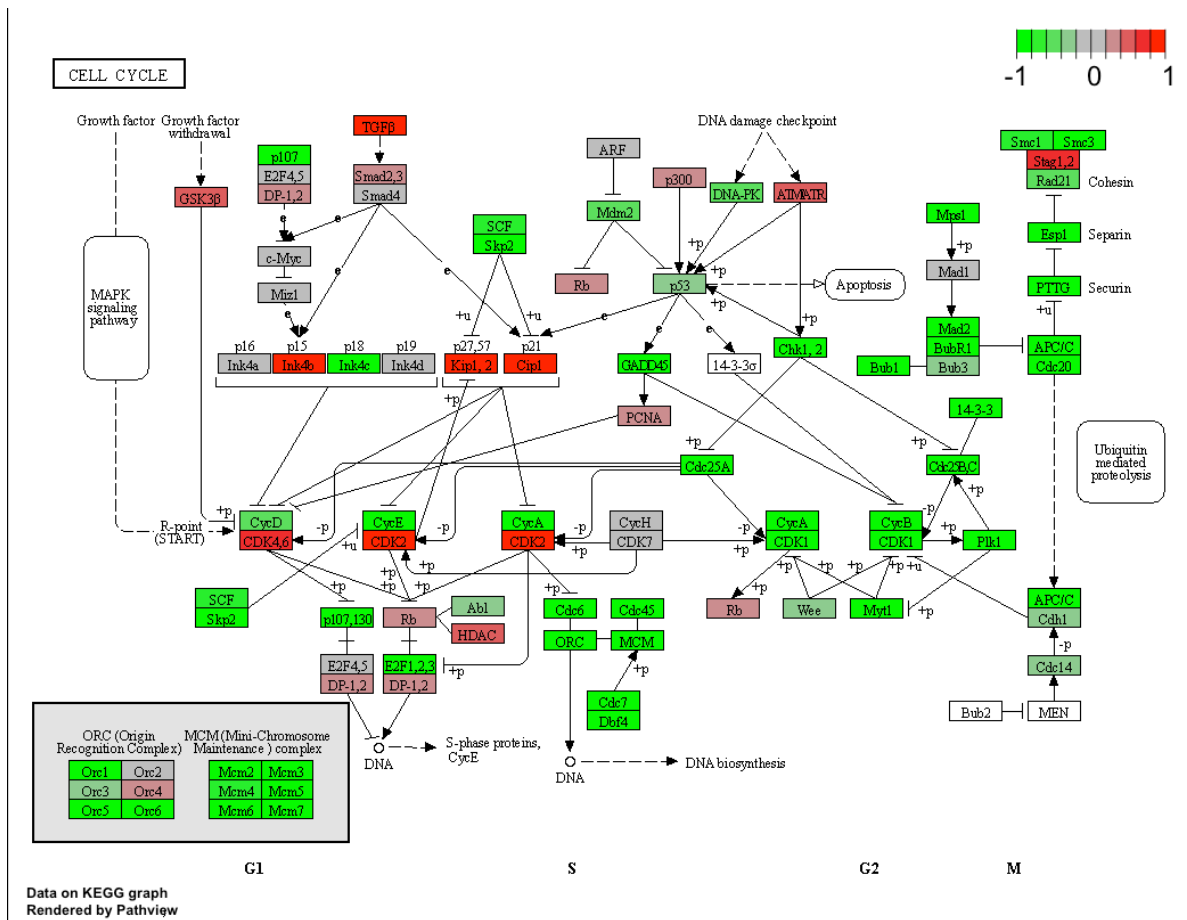 CELL CYCLE
-1 0 1
Growth factor
Growth factor
withdrawal
TGFβ
DNA damage checkpoint
Smc1 Smc3
Stag1,2
Rad21
Cohesin
p107
E2F4,5
DP-1,2
ARF
GSK3β
Smad2,3
Smad4
p300
DNA-PK
ATM/ATR
Mdm2
Mps1
SCF
Skp2
+p
Esp1
Separin
e
e
e
c-Myc
Miz1
Rb
+p
+p
p53
+p
Mad1
MAPK
signaling
pathway
Apoptosis
PTTG
Securin
e
e
e
+u
+u
e
e
e
+p
+u
Mad2
BubR1
Bub3
Bub1
APC/C
Cdc20
p16
Ink4a
p15
Ink4b
p18
Ink4c
p19
Ink4d
p27,57
Kip1, 2
p21
Cip1
GADD45
14-3-3σ
Chk1, 2
+p
PCNA
14-3-3
+p
+p
Cdc25A
Cdc25B,C
Ubiquitin
mediated
proteolysis
R-point
(START)
+p
CycD
CDK4,6
-p
CycE
CDK2
-p
CycA
CDK2
-p
CycH
CDK7
-p
CycA
CDK1
CycB
CDK1
-p
+p
+p
Plk1
+u
+p
+p
+p
+p
+p
+p
+p
+p
+p
+p
+p
+u
+p
SCF
Skp2
p107,130
Rb
Abl
HDAC
Cdc6
Cdc45
ORC
MCM
Rb
Wee
Myt1
APC/C
Cdh1
-p
Cdc14
E2F4,5
DP-1,2
E2F1,2,3
DP-1,2
+p
+p
Cdc7
Dbf4
Bub2
MEN
DNA
S-phase proteins,
CycE
DNA
DNA biosynthesis
ORC (Origin
Recognition Complex)
MCM (Mini-Chromosome
Maintenance ) complex
Orc1 Orc2
Orc3 Orc4
Orc5 Orc6
Mcm2 Mcm3
Mcm4 Mcm5
Mcm6 Mcm7
G1 S G2 M
Data on KEGG graph
Rendered by Pathview